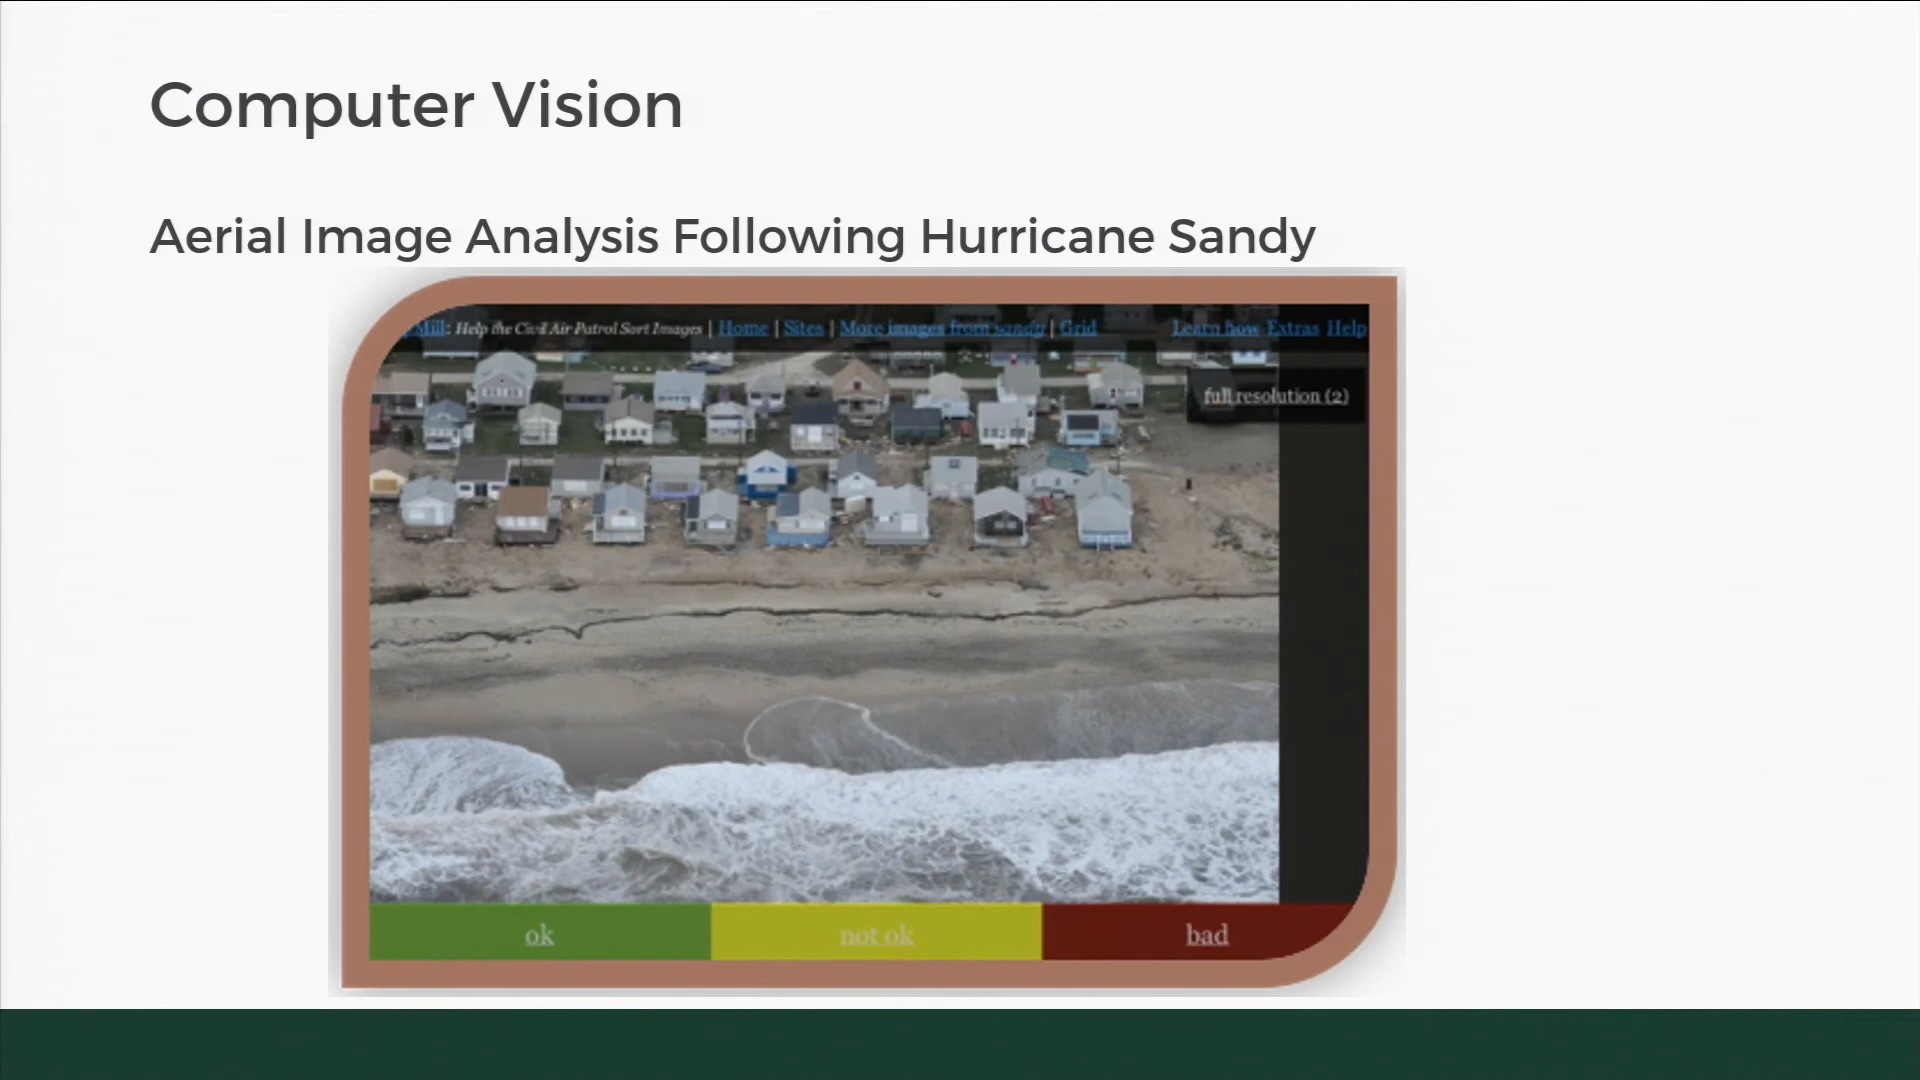 Computer Vision
Aerial Image Analysis Following Hurricane Sandy
Mill: Help the Civil Air Patrol Sort Images | Home | Sites | More images from sandy | Grid Learn how Extras Help
full resolution (2)
ok not ok bad